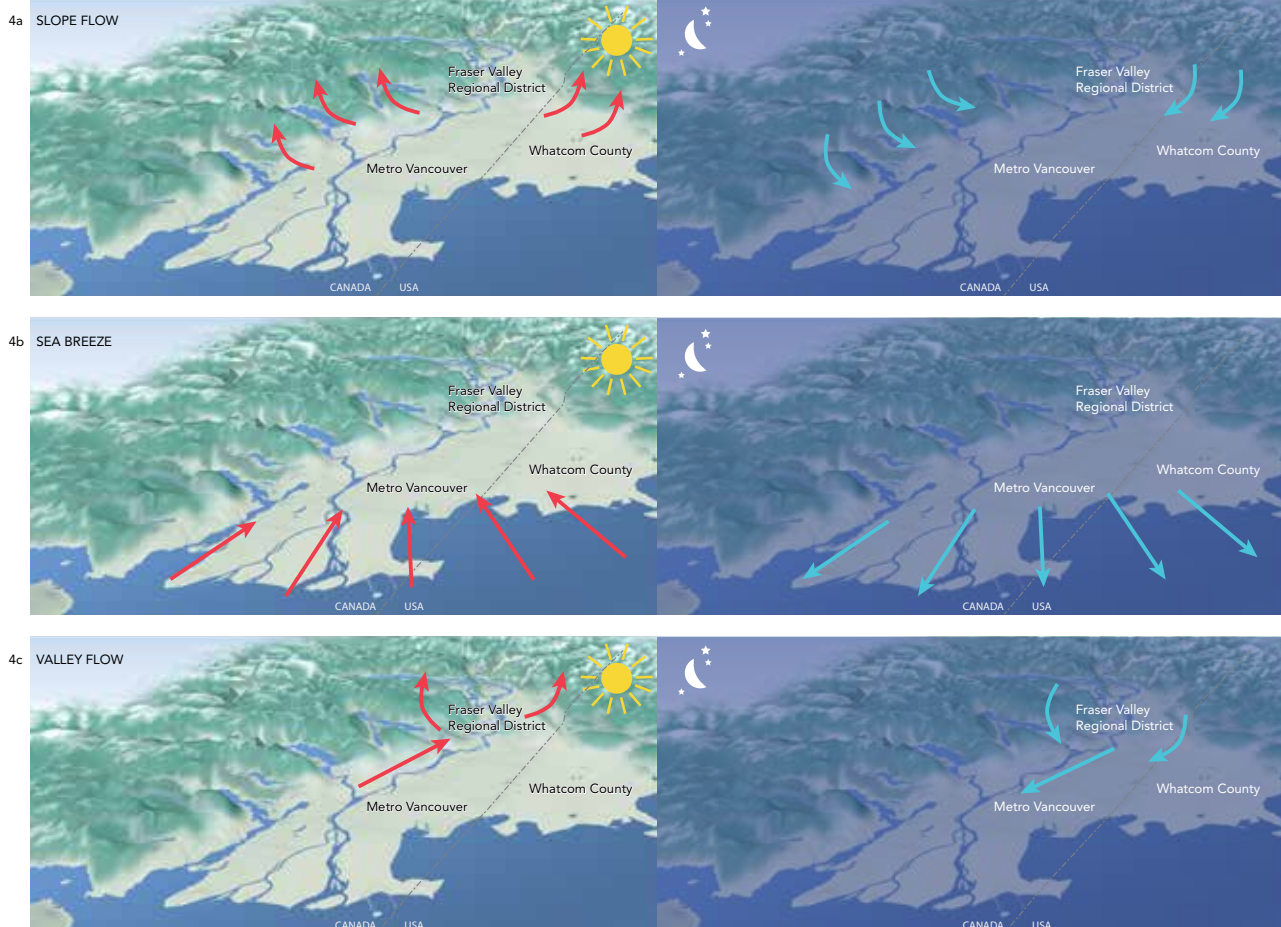 4a SLOPE FLOW
Fraser Valley
Regional District
Whatcom County
Metro Vancouver
CANADA USA
Fraser Valley
Regional District
Whatcom County
Metro Vancouver
CANADA USA
4b SEA BREEZE
Fraser Valley
Regional District
Whatcom County
Metro Vancouver
CANADA USA
Fraser Valley
Regional District
Whatcom County
Metro Vancouver
CANADA USA
4c VALLEY FLOW
Fraser Valley
Regional District
Whatcom County
Metro Vancouver
CANADA USA
Fraser Valley
Regional District
Whatcom County
Metro Vancouver
CANADA USA